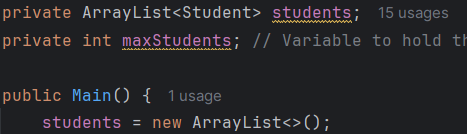 private ArrayList<Student> students; 15 usages
private int maxStudents; // Variable to hold th
public Main() { 1 usage
students = new ArrayList<>();